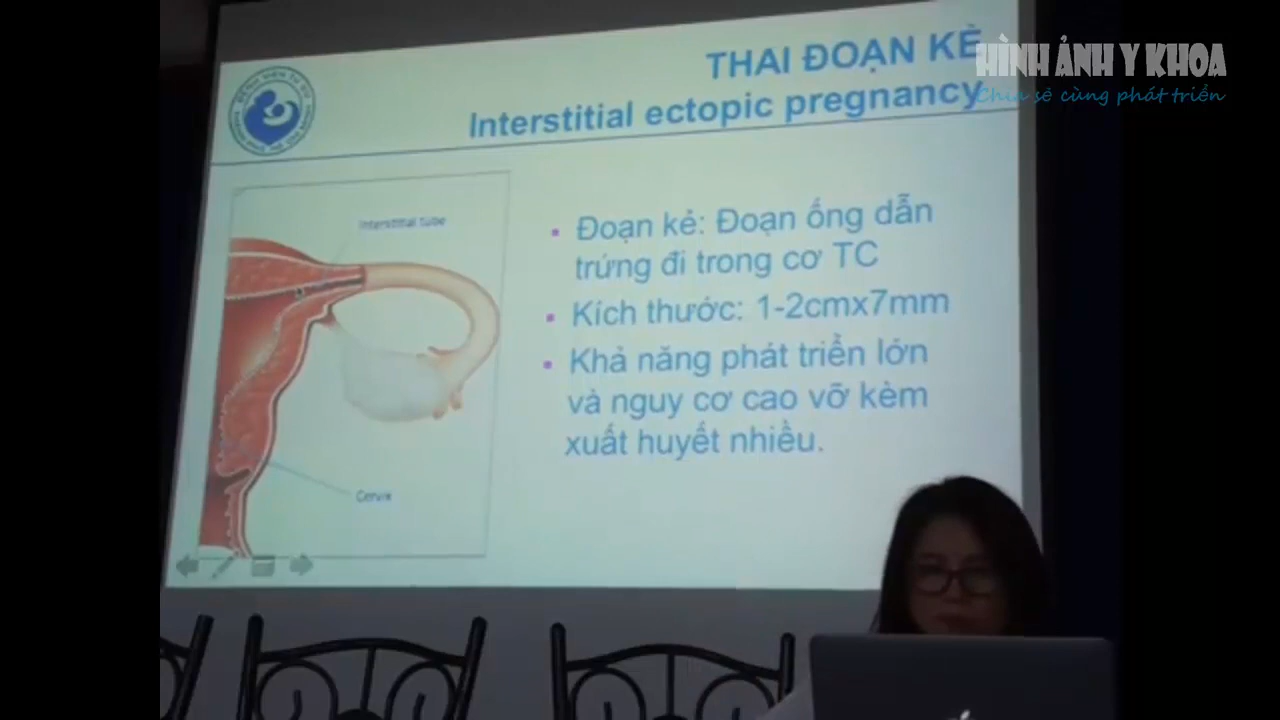 THAI ĐOẠN KẺ
Interstitial ectopic pregnancy
HÌNH ẢNH Y KHOA
Chia sẻ cùng phát triển
Interstitial tube
Cervix
▪ Đoạn kẻ: Đoạn ống dẫn
trứng đi trong cơ TC
▪ Kích thước: 1-2cmx7mm
▪ Khả năng phát triển lớn
và nguy cơ cao vỡ kèm
xuất huyết nhiều.